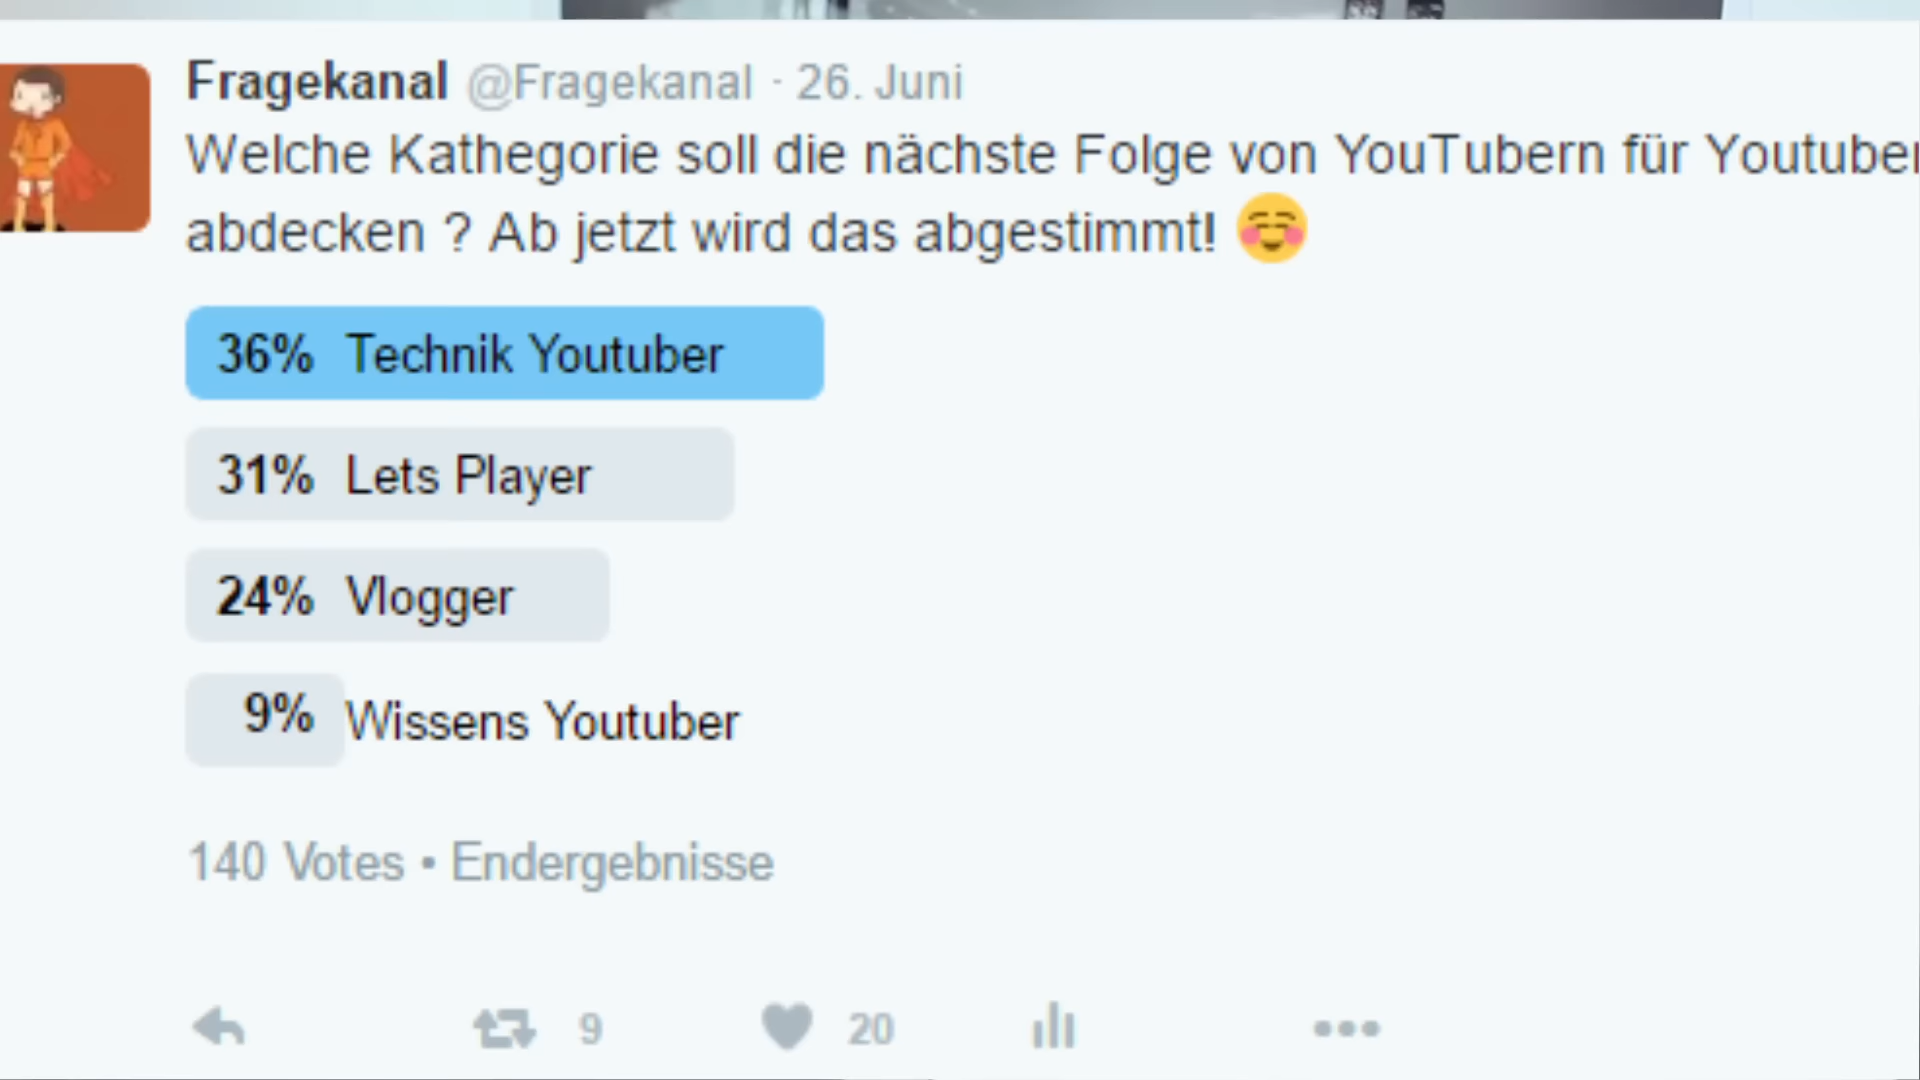 Fragekanal @Fragekanal · 26. Juni
Welche Kathegorie soll die nächste Folge von YouTubern für Youtuber
abdecken ? Ab jetzt wird das abgestimmt! ☺️
36% Technik Youtuber
31% Lets Player
24% Vlogger
9% Wissens Youtuber
140 Votes • Endergebnisse
9 20